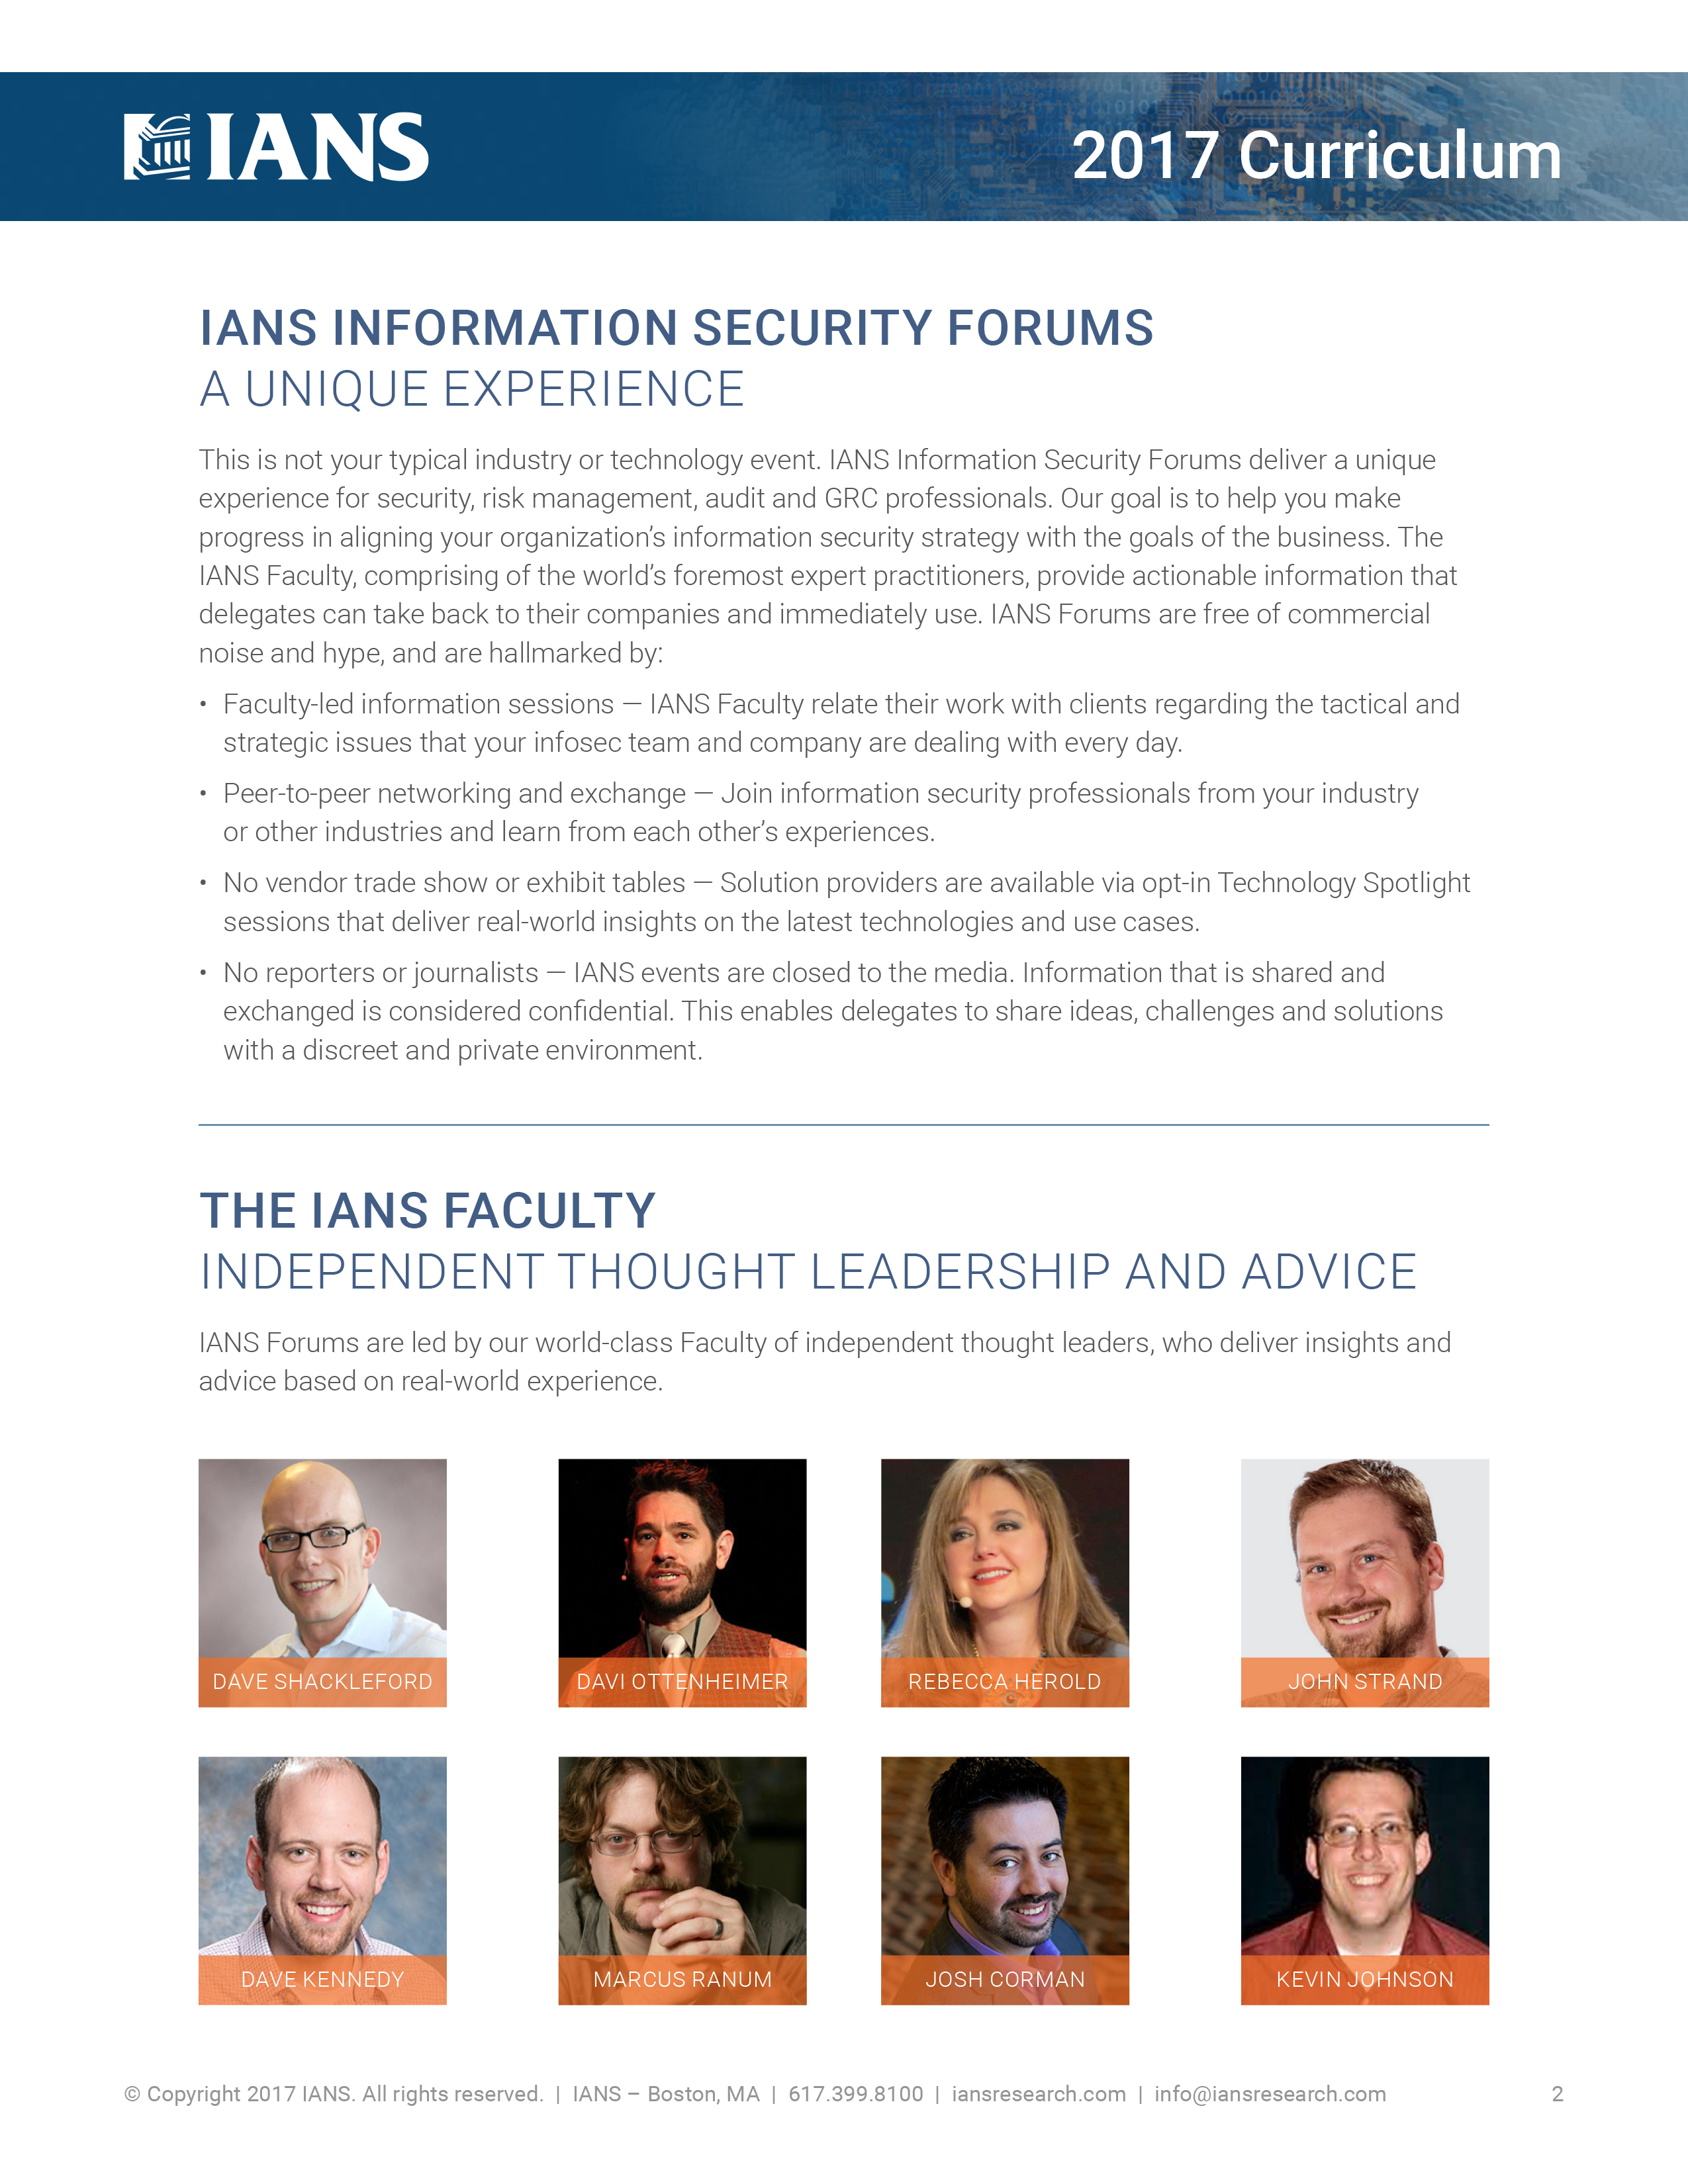 IANS
2017 Curriculum
IANS INFORMATION SECURITY FORUMS
A UNIQUE EXPERIENCE
This is not your typical industry or technology event. IANS Information Security Forums deliver a unique
experience for security, risk management, audit and GRC professionals. Our goal is to help you make
progress in aligning your organization’s information security strategy with the goals of the business. The
IANS Faculty, comprising of the world’s foremost expert practitioners, provide actionable information that
delegates can take back to their companies and immediately use. IANS Forums are free of commercial
noise and hype, and are hallmarked by:
• Faculty-led information sessions — IANS Faculty relate their work with clients regarding the tactical and
strategic issues that your infosec team and company are dealing with every day.
• Peer-to-peer networking and exchange — Join information security professionals from your industry
or other industries and learn from each other’s experiences.
• No vendor trade show or exhibit tables — Solution providers are available via opt-in Technology Spotlight
sessions that deliver real-world insights on the latest technologies and use cases.
• No reporters or journalists — IANS events are closed to the media. Information that is shared and
exchanged is considered confidential. This enables delegates to share ideas, challenges and solutions
with a discreet and private environment.
THE IANS FACULTY
INDEPENDENT THOUGHT LEADERSHIP AND ADVICE
IANS Forums are led by our world-class Faculty of independent thought leaders, who deliver insights and
advice based on real-world experience.
DAVE SHACKLEFORD
DAVI OTTENHEIMER
REBECCA HEROLD
JOHN STRAND
DAVE KENNEDY
MARCUS RANUM
JOSH CORMAN
KEVIN JOHNSON
© Copyright 2017 IANS. All rights reserved. | IANS – Boston, MA | 617.399.8100 | iansresearch.com | info@iansresearch.com 2